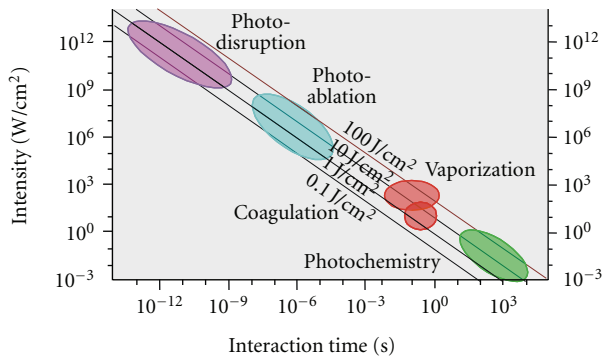 Photo-
disruption
Photo-
ablation
100 J/cm²
10 J/cm²
1 J/cm²
0.1 J/cm²
Vaporization
Coagulation
Photochemistry
Intensity (W/cm²)
10¹²
10⁹
10⁶
10³
10⁰
10⁻³
10¹²
10⁹
10⁶
10³
10⁰
10⁻³
10⁻¹² 10⁻⁹ 10⁻⁶ 10⁻³ 10⁰ 10³
Interaction time (s)